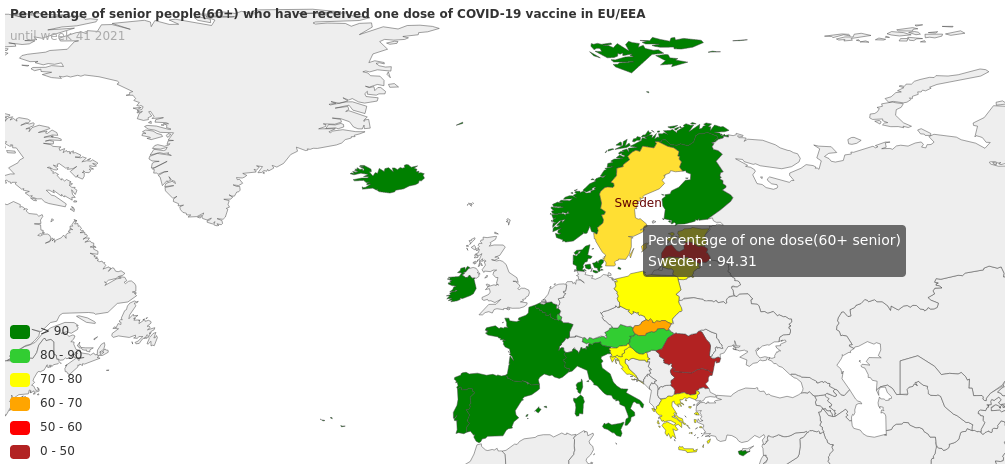 Percentage of senior people(60+) who have received one dose of COVID-19 vaccine in EU/EEA
until week 41 2021
Sweden
Percentage of one dose(60+ senior)
Sweden : 94.31
> 90
80 - 90
70 - 80
60 - 70
50 - 60
0 - 50